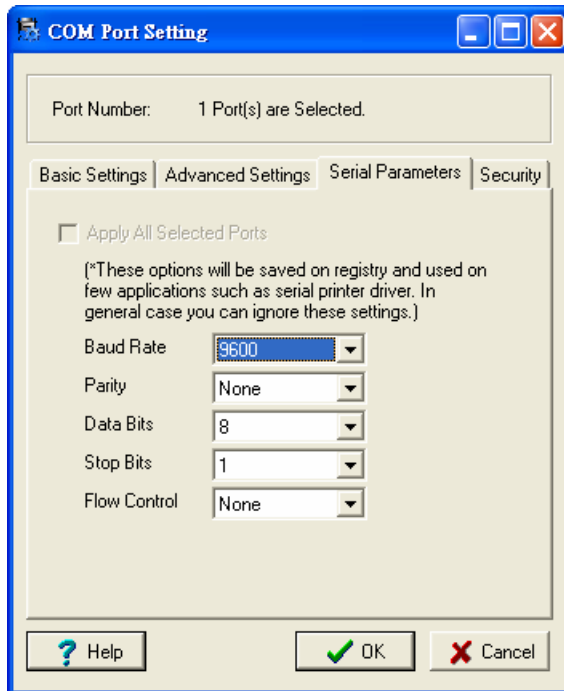 COM Port Setting
Port Number: 1 Port(s) are Selected.
Basic Settings Advanced Settings Serial Parameters Security
Apply All Selected Ports
(*These options will be saved on registry and used on
few applications such as serial printer driver. In
general case you can ignore these settings.)
Baud Rate 9600
Parity None
Data Bits 8
Stop Bits 1
Flow Control None
? Help OK Cancel